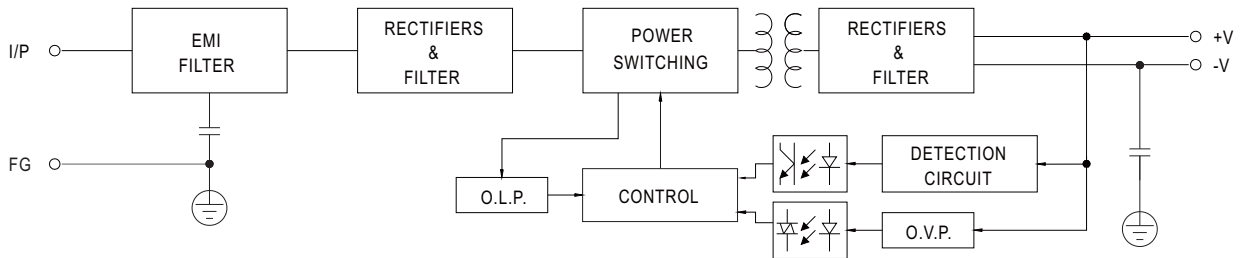 I/P
EMI
FILTER
RECTIFIERS
&
FILTER
POWER
SWITCHING
RECTIFIERS
&
FILTER
+V
-V
FG
O.L.P.
CONTROL
DETECTION
CIRCUIT
O.V.P.